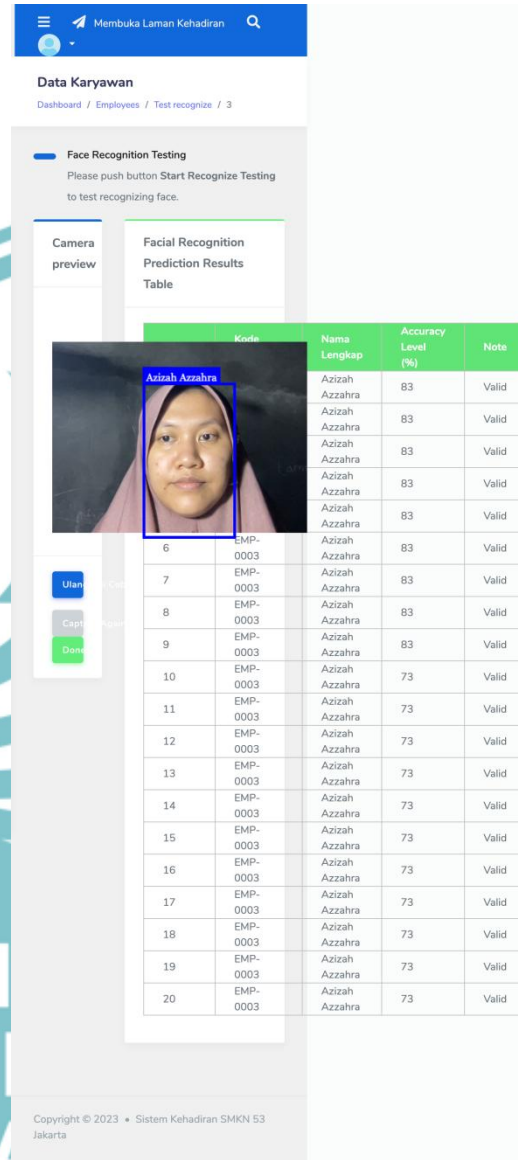 Membuka Laman Kehadiran
Data Karyawan
Dashboard / Employees / Test recognize / 3
Face Recognition Testing
Please push button Start Recognize Testing
to test recognizing face.
Camera
preview
Facial Recognition
Prediction Results
Table
Kode
Nama
Lengkap
Accuracy
Level
(%)
Note
Azizah Azzahra
Azizah
Azzahra
83
Valid
Azizah
Azzahra
83
Valid
Azizah
Azzahra
83
Valid
Azizah
Azzahra
83
Valid
Azizah
Azzahra
83
Valid
6
EMP-
0003
Azizah
Azzahra
83
Valid
7
EMP-
0003
Azizah
Azzahra
83
Valid
8
EMP-
0003
Azizah
Azzahra
83
Valid
9
EMP-
0003
Azizah
Azzahra
83
Valid
10
EMP-
0003
Azizah
Azzahra
73
Valid
11
EMP-
0003
Azizah
Azzahra
73
Valid
12
EMP-
0003
Azizah
Azzahra
73
Valid
13
EMP-
0003
Azizah
Azzahra
73
Valid
14
EMP-
0003
Azizah
Azzahra
73
Valid
15
EMP-
0003
Azizah
Azzahra
73
Valid
16
EMP-
0003
Azizah
Azzahra
73
Valid
17
EMP-
0003
Azizah
Azzahra
73
Valid
18
EMP-
0003
Azizah
Azzahra
73
Valid
19
EMP-
0003
Azizah
Azzahra
73
Valid
20
EMP-
0003
Azizah
Azzahra
73
Valid
Ulan
Capt
Done
Copyright © 2023 • Sistem Kehadiran SMKN 53
Jakarta